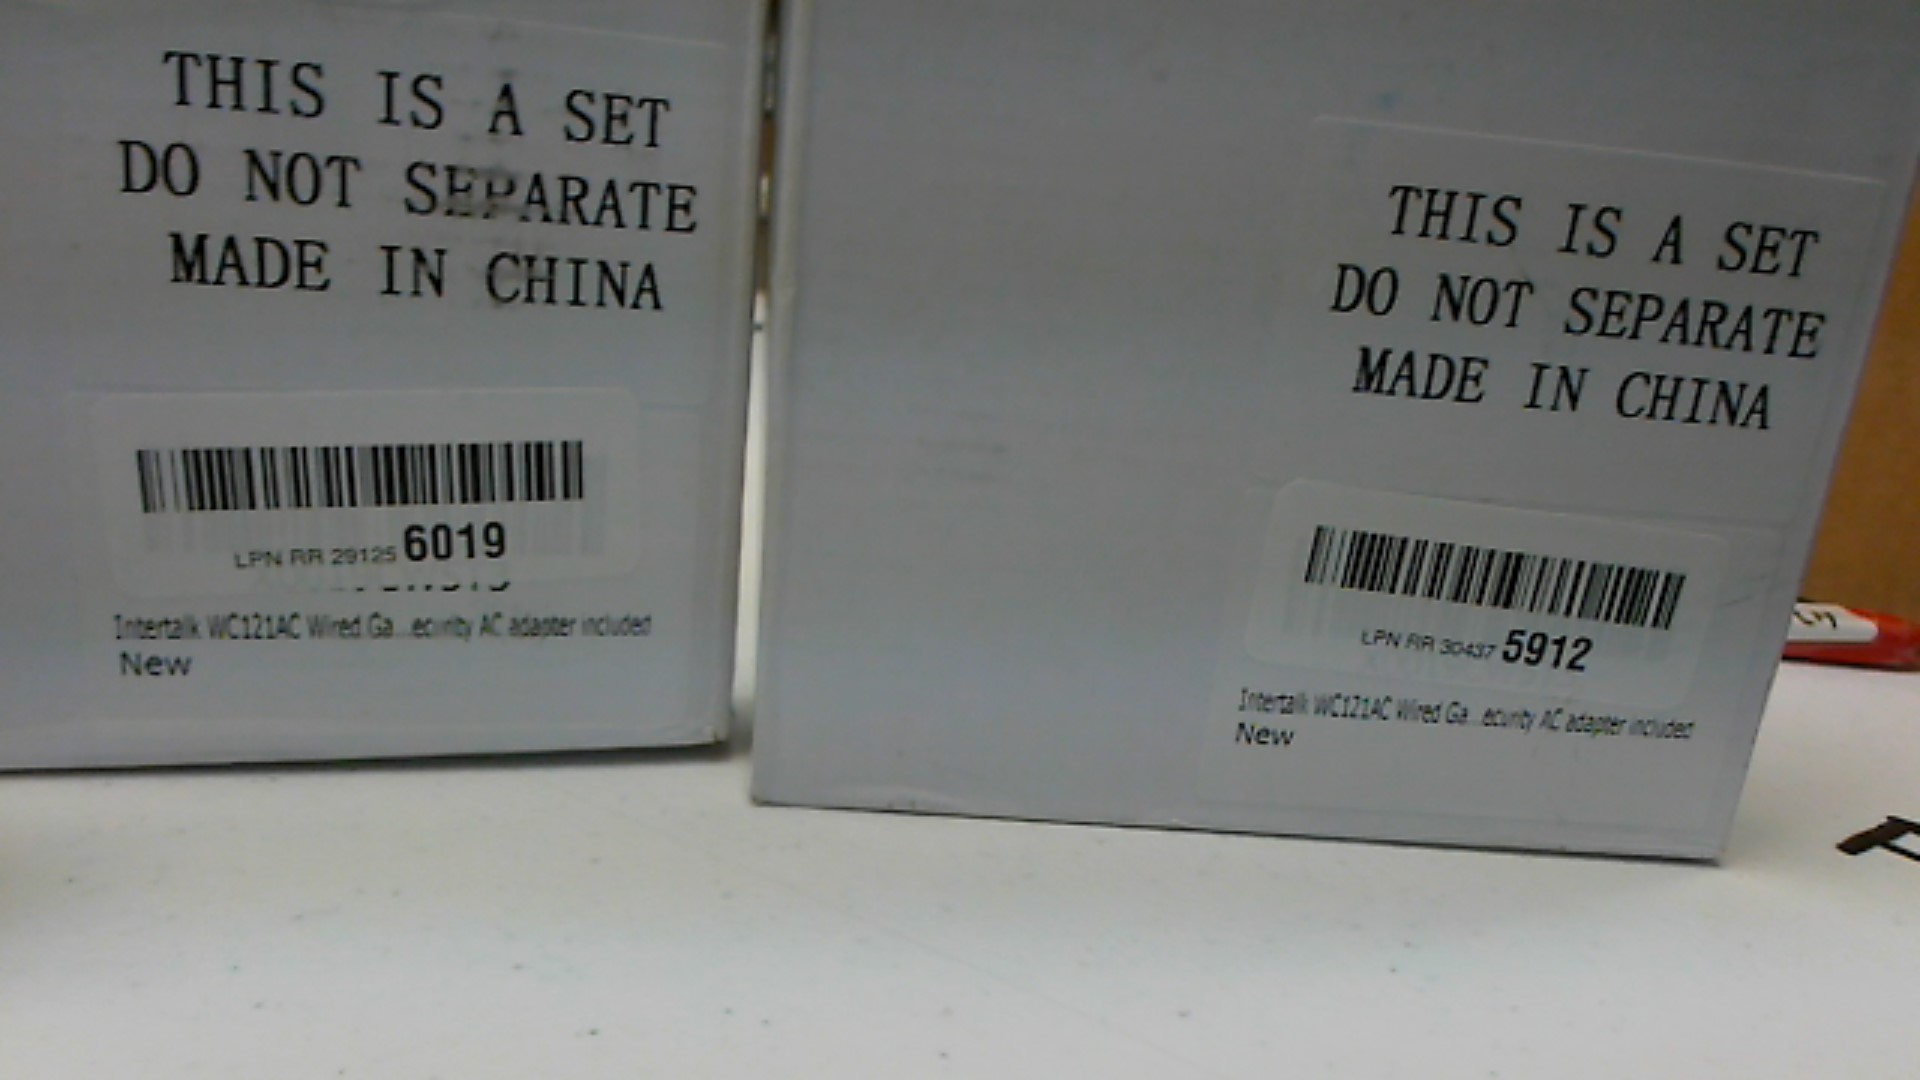 THIS IS A SET
DO NOT SEPARATE
MADE IN CHINA
LPN RR 29125 6019
Intertalk WC121AC Wired Ga...ecurity AC adapter included
New
THIS IS A SET
DO NOT SEPARATE
MADE IN CHINA
LPN RR 30437 5912
Intertalk WC121AC Wired Ga...ecurity AC adapter included
New